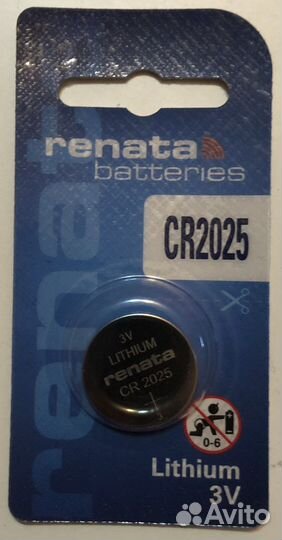 renata
batteries
CR2025
renata
3V
LITHIUM
renata
CR 2025
0-6
Lithium
3V
Avito